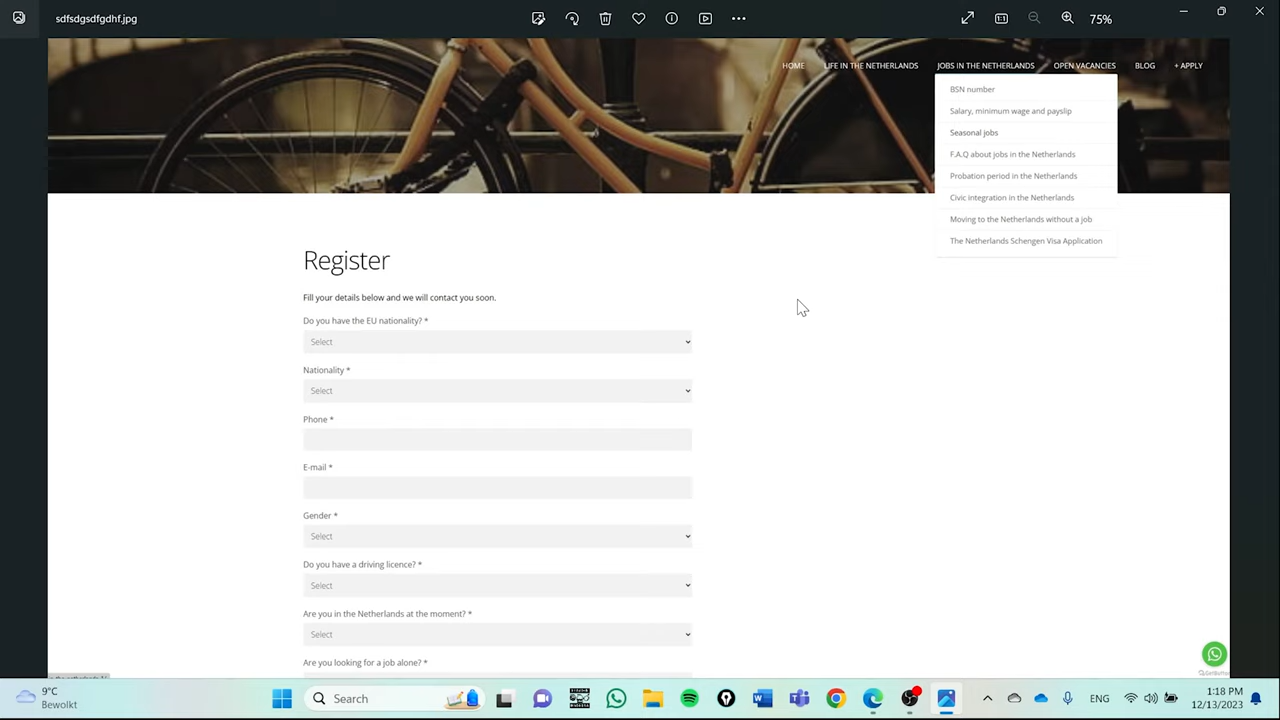 sdfsdgsdfgdhf.jpg
75%
HOME LIFE IN THE NETHERLANDS JOBS IN THE NETHERLANDS OPEN VACANCIES BLOG + APPLY
BSN number
Salary, minimum wage and payslip
Seasonal jobs
F.A.Q about jobs in the Netherlands
Probation period in the Netherlands
Civic integration in the Netherlands
Moving to the Netherlands without a job
The Netherlands Schengen Visa Application
Register
Fill your details below and we will contact you soon.
Do you have the EU nationality? *
Select
Nationality *
Select
Phone *
E-mail *
Gender *
Select
Do you have a driving licence? *
Select
Are you in the Netherlands at the moment? *
Select
Are you looking for a job alone? *
GetButton
9°C
Bewolkt
Search
ENG
1:18 PM
12/13/2023